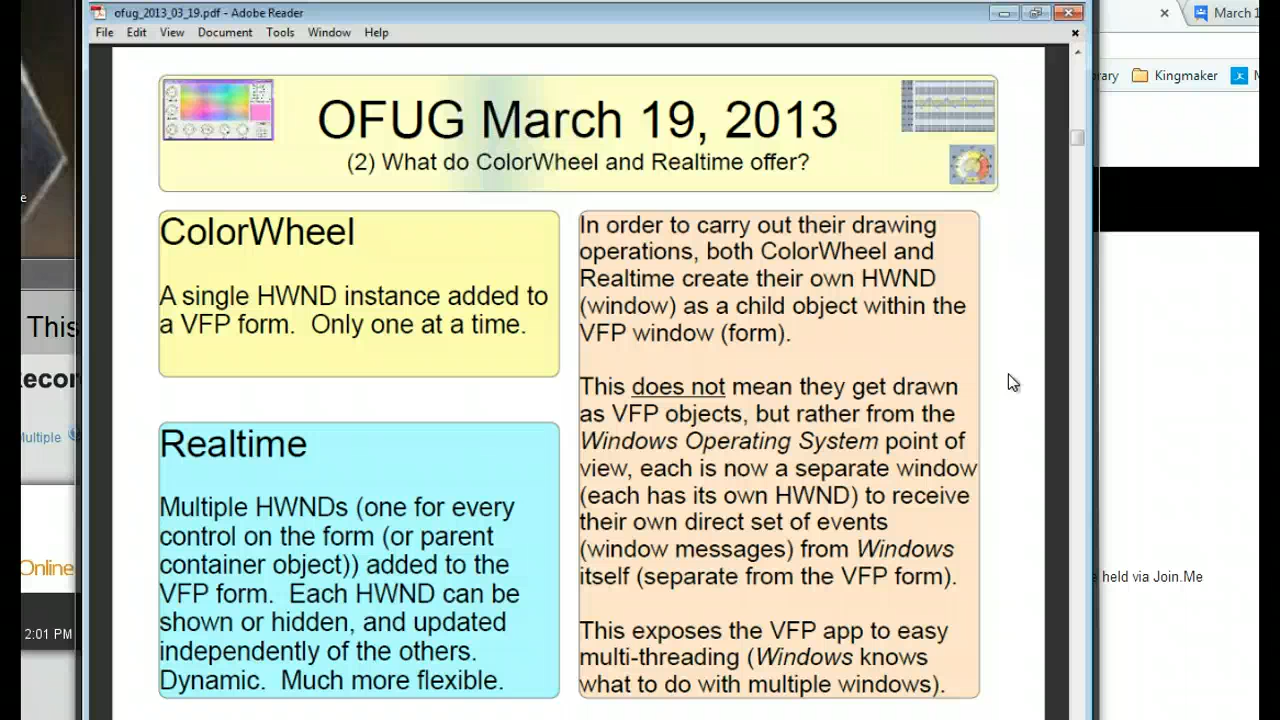 ofug_2013_03_19.pdf - Adobe Reader
File Edit View Document Tools Window Help
OFUG March 19, 2013
(2) What do ColorWheel and Realtime offer?
ColorWheel
A single HWND instance added to
a VFP form.  Only one at a time.
Realtime
Multiple HWNDs (one for every
control on the form (or parent
container object)) added to the
VFP form.  Each HWND can be
shown or hidden, and updated
independently of the others.
Dynamic.  Much more flexible.
In order to carry out their drawing
operations, both ColorWheel and
Realtime create their own HWND
(window) as a child object within the
VFP window (form).
This does not mean they get drawn
as VFP objects, but rather from the
Windows Operating System point of
view, each is now a separate window
(each has its own HWND) to receive
their own direct set of events
(window messages) from Windows
itself (separate from the VFP form).
This exposes the VFP app to easy
multi-threading (Windows knows
what to do with multiple windows).
March 1
rary Kingmaker
e held via Join.Me
This
ecor
ultiple
Online
2:01 PM